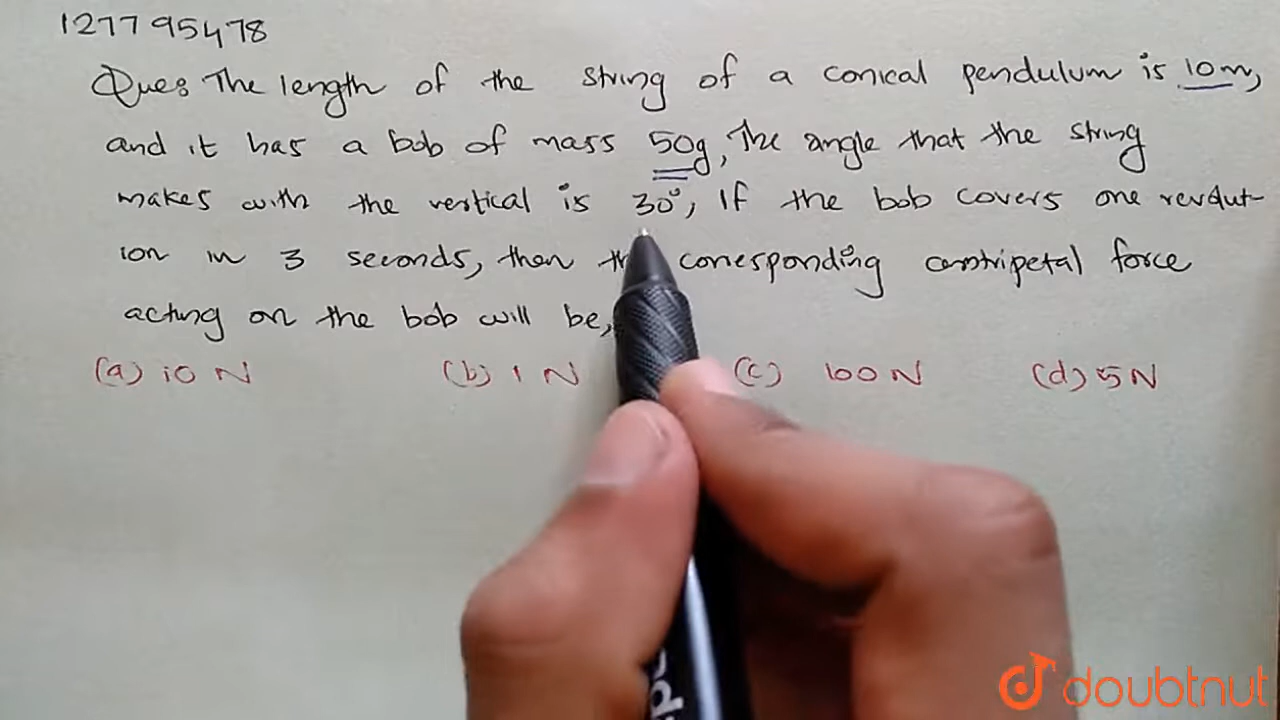 127795478
Ques The length of the string of a conical pendulum is 10m,
and it has a bob of mass 50g, The angle that the string
makes with the vertical is 30°, If the bob covers one revolut-
ion in 3 seconds, then corresponding centripetal force
acting on the bob will be,
(a) 10 N (b) 1 N (c) 100 N (d) 5 N
doubtnut